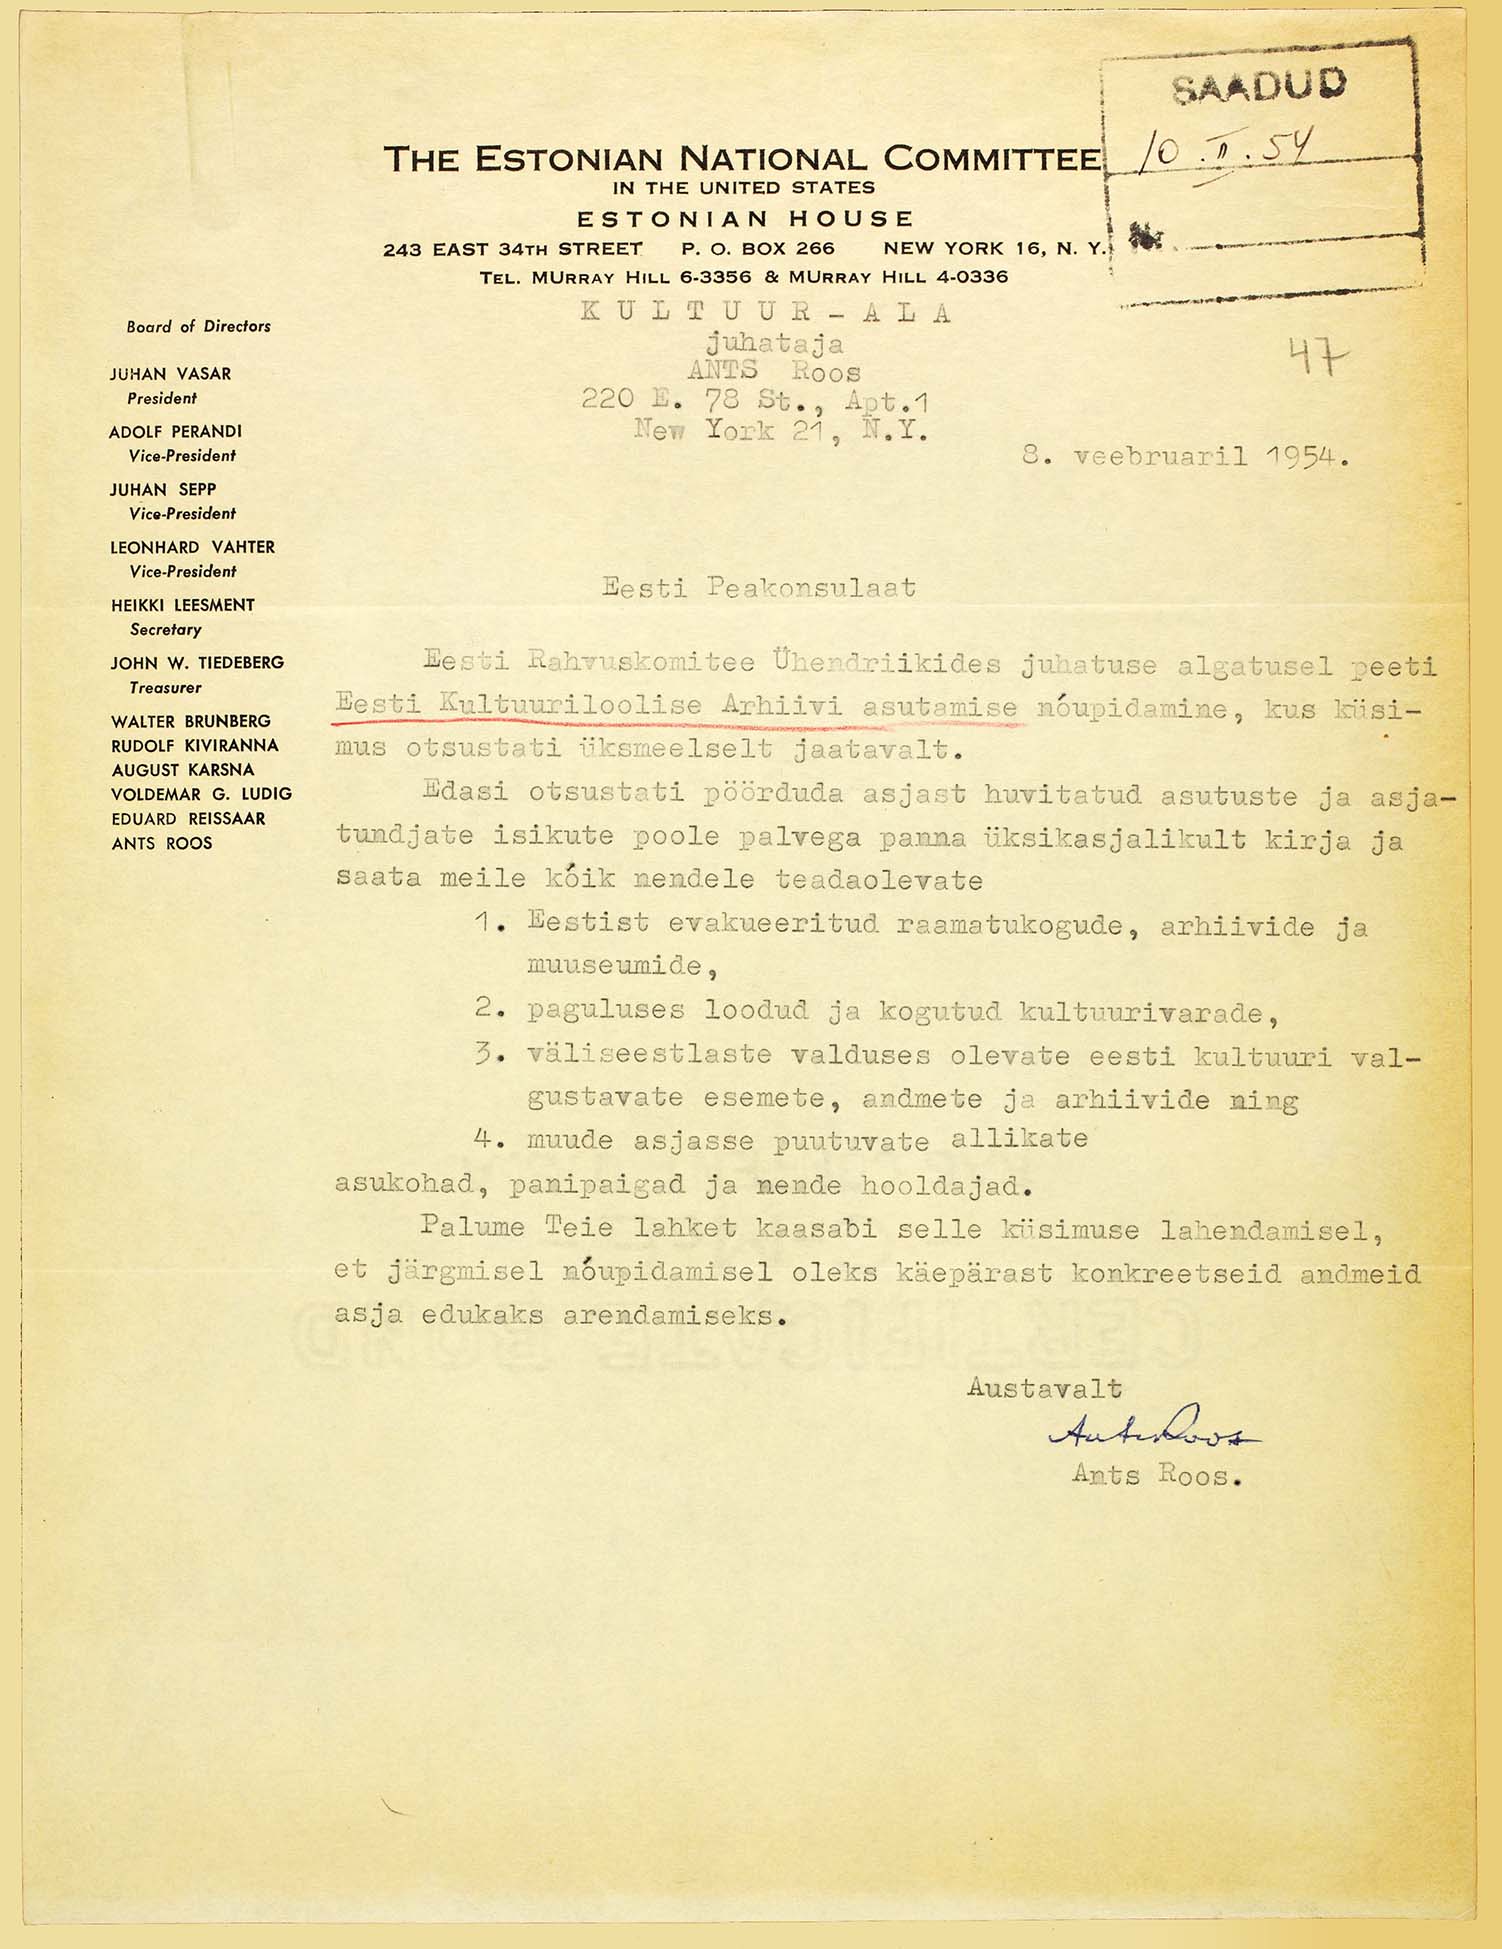 SAADUD
10.II.54
Nr.
THE ESTONIAN NATIONAL COMMITTEE
IN THE UNITED STATES
ESTONIAN HOUSE
243 EAST 34TH STREET P. O. BOX 266 NEW YORK 16, N. Y.
TEL. MURRAY HILL 6-3356 & MURRAY HILL 4-0336
KULTUUR-ALA
juhataja
ANTS Roos
220 E. 78 St., Apt.1
New York 21, N.Y.
47
8. veebruaril 1954.
Board of Directors
JUHAN VASAR
President
ADOLF PERANDI
Vice-President
JUHAN SEPP
Vice-President
LEONHARD VAHTER
Vice-President
HEIKKI LEESMENT
Secretary
JOHN W. TIEDEBERG
Treasurer
WALTER BRUNBERG
RUDOLF KIVIRANNA
AUGUST KARSNA
VOLDEMAR G. LUDIG
EDUARD REISSAAR
ANTS ROOS
Eesti Peakonsulaat
Eesti Rahvuskomitee Ühendriikides juhatuse algatusel peeti
Eesti Kultuuriloolise Arhiivi asutamise nóupidamine, kus küsi-
mus otsustati üksmeelselt jaatavalt.
Edasi otsustati pöörduda asjast huvitatud asutuste ja asja-
tundjate isikute poole palvega panna üksikasjalikult kirja ja
saata meile kóik nendele teadaolevate
1. Eestist evakueeritud raamatukogude, arhiivide ja
muuseumide,
2. paguluses loodud ja kogutud kultuurivarade,
3. väliseestlaste valduses olevate eesti kultuuri val-
gustavate esemete, andmete ja arhiivide ning
4. muude asjasse puutuvate allikate
asukohad, panipaigad ja nende hooldajad.
Palume Teie lahket kaasabi selle küsimuse lahendamisel,
et järgmisel nóupidamisel oleks käepärast konkreetseid andmeid
asja edukaks arendamiseks.
Austavalt
Ants Roos
Ants Roos.